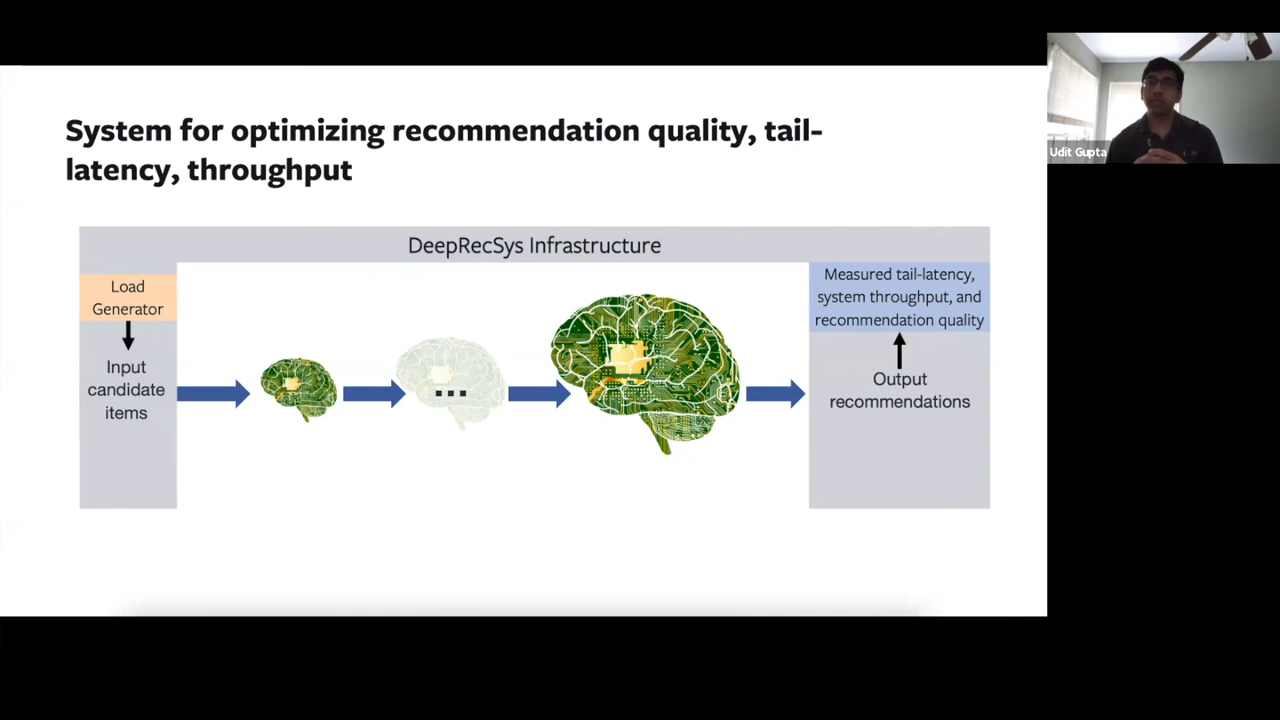 System for optimizing recommendation quality, tail-
latency, throughput
DeepRecSys Infrastructure
Load
Generator
Input
candidate
items
Measured tail-latency,
system throughput, and
recommendation quality
Output
recommendations
Udit Gupta